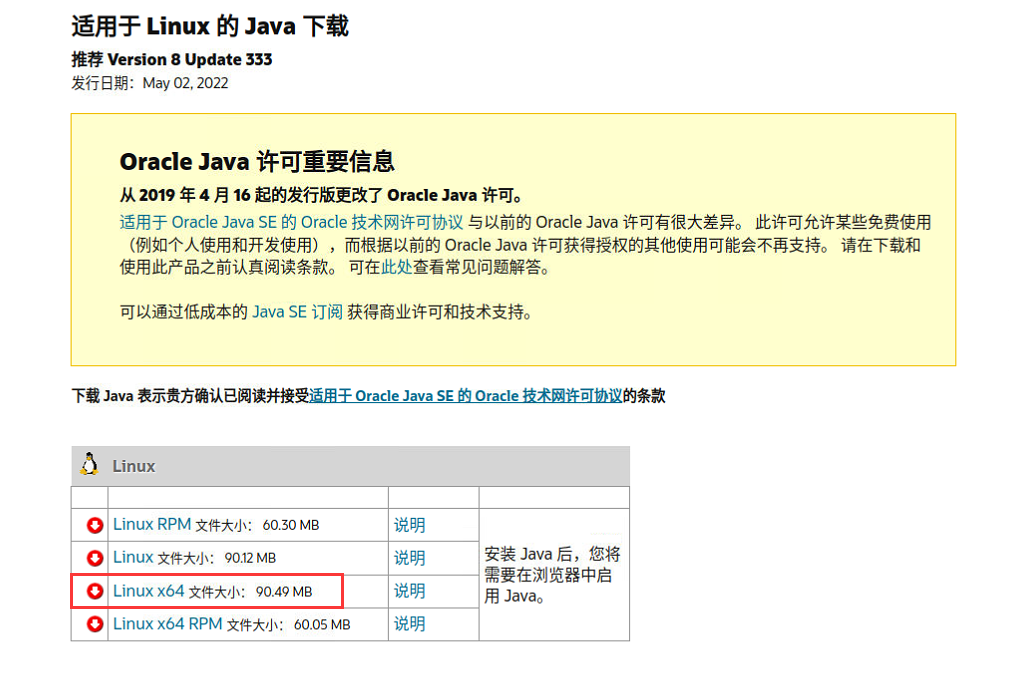 适用于 Linux 的 Java 下载
推荐 Version 8 Update 333
发行日期：May 02, 2022
Oracle Java 许可重要信息
从 2019 年 4 月 16 起的发行版更改了 Oracle Java 许可。
适用于 Oracle Java SE 的 Oracle 技术网许可协议 与以前的 Oracle Java 许可有很大差异。 此许可允许某些免费使用
（例如个人使用和开发使用），而根据以前的 Oracle Java 许可获得授权的其他使用可能会不再支持。 请在下载和
使用此产品之前认真阅读条款。 可在此处查看常见问题解答。
可以通过低成本的 Java SE 订阅 获得商业许可和技术支持。
下载 Java 表示贵方确认已阅读并接受适用于 Oracle Java SE 的 Oracle 技术网许可协议的条款
Linux
Linux RPM 文件大小： 60.30 MB 说明
Linux 文件大小： 90.12 MB 说明
Linux x64 文件大小： 90.49 MB 说明
Linux x64 RPM 文件大小： 60.05 MB 说明
安装 Java 后，您将
需要在浏览器中启
用 Java。